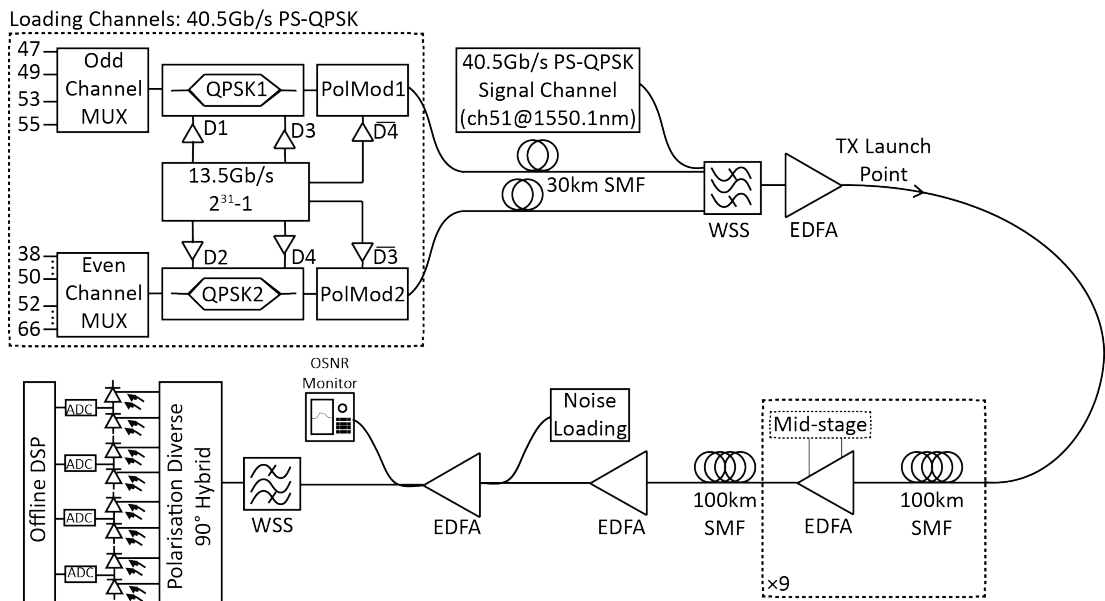 Loading Channels: 40.5Gb/s PS-QPSK
47
49
53
55
Odd
Channel
MUX
QPSK1
PolMod1
D1
D3
D4
13.5Gb/s
2³¹-1
D2
D4
D3
38
50
52
66
Even
Channel
MUX
QPSK2
PolMod2
40.5Gb/s PS-QPSK
Signal Channel
(ch51@1550.1nm)
30km SMF
WSS
EDFA
TX Launch
Point
OSNR
Monitor
Noise
Loading
Mid-stage
Offline DSP
ADC
ADC
ADC
ADC
Polarisation Diverse
90° Hybrid
WSS
EDFA
EDFA
100km
SMF
EDFA
100km
SMF
×9